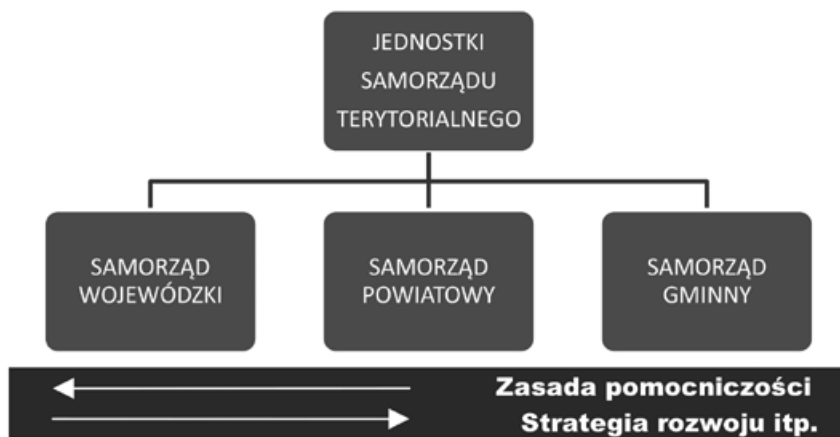 JEDNOSTKI
SAMORZĄDU
TERYTORIALNEGO
SAMORZĄD
WOJEWÓDZKI
SAMORZĄD
POWIATOWY
SAMORZĄD
GMINNY
Zasada pomocniczości
Strategia rozwoju itp.